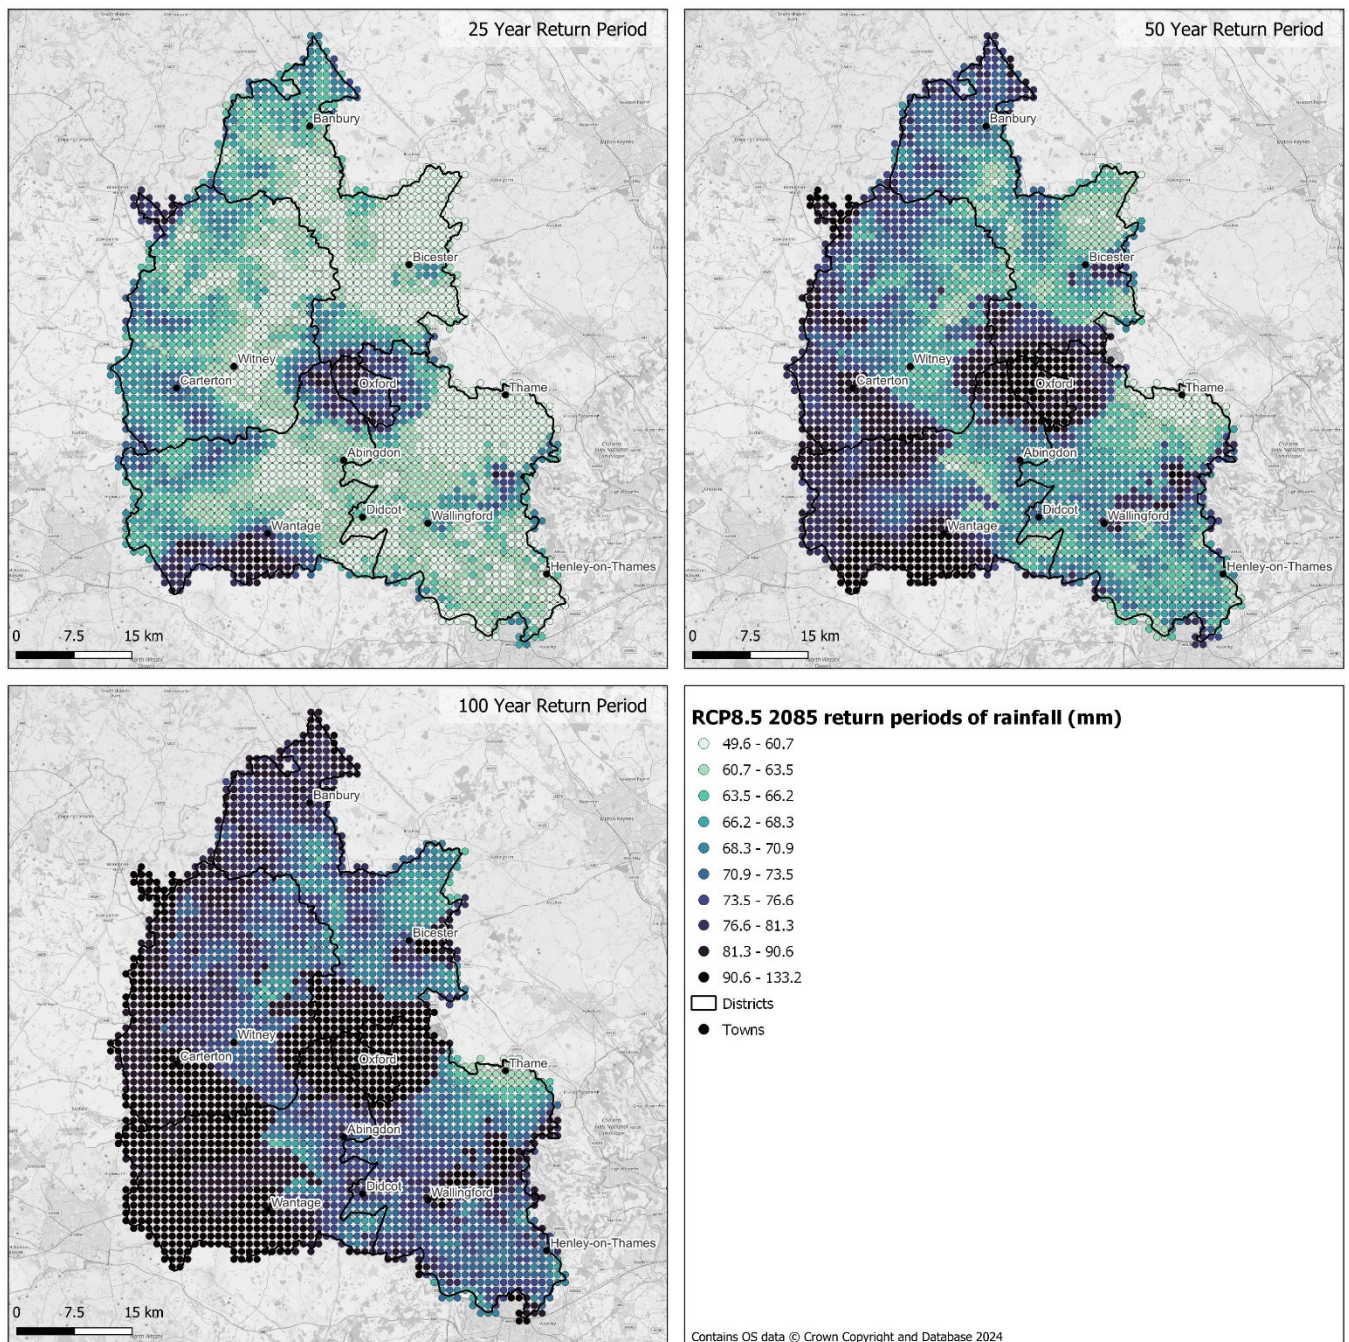 25 Year Return Period
Banbury
Bicester
Witney
Carterton
Oxford
Thame
Abingdon
Didcot
Wallingford
Wantage
Henley-on-Thames
0 7.5 15 km
50 Year Return Period
Banbury
Bicester
Witney
Carterton
Oxford
Thame
Abingdon
Didcot
Wallingford
Wantage
Henley-on-Thames
0 7.5 15 km
100 Year Return Period
Banbury
Bicester
Witney
Carterton
Oxford
Thame
Abingdon
Didcot
Wallingford
Wantage
Henley-on-Thames
0 7.5 15 km
RCP8.5 2085 return periods of rainfall (mm)
49.6 - 60.7
60.7 - 63.5
63.5 - 66.2
66.2 - 68.3
68.3 - 70.9
70.9 - 73.5
73.5 - 76.6
76.6 - 81.3
81.3 - 90.6
90.6 - 133.2
Districts
Towns
Contains OS data © Crown Copyright and Database 2024